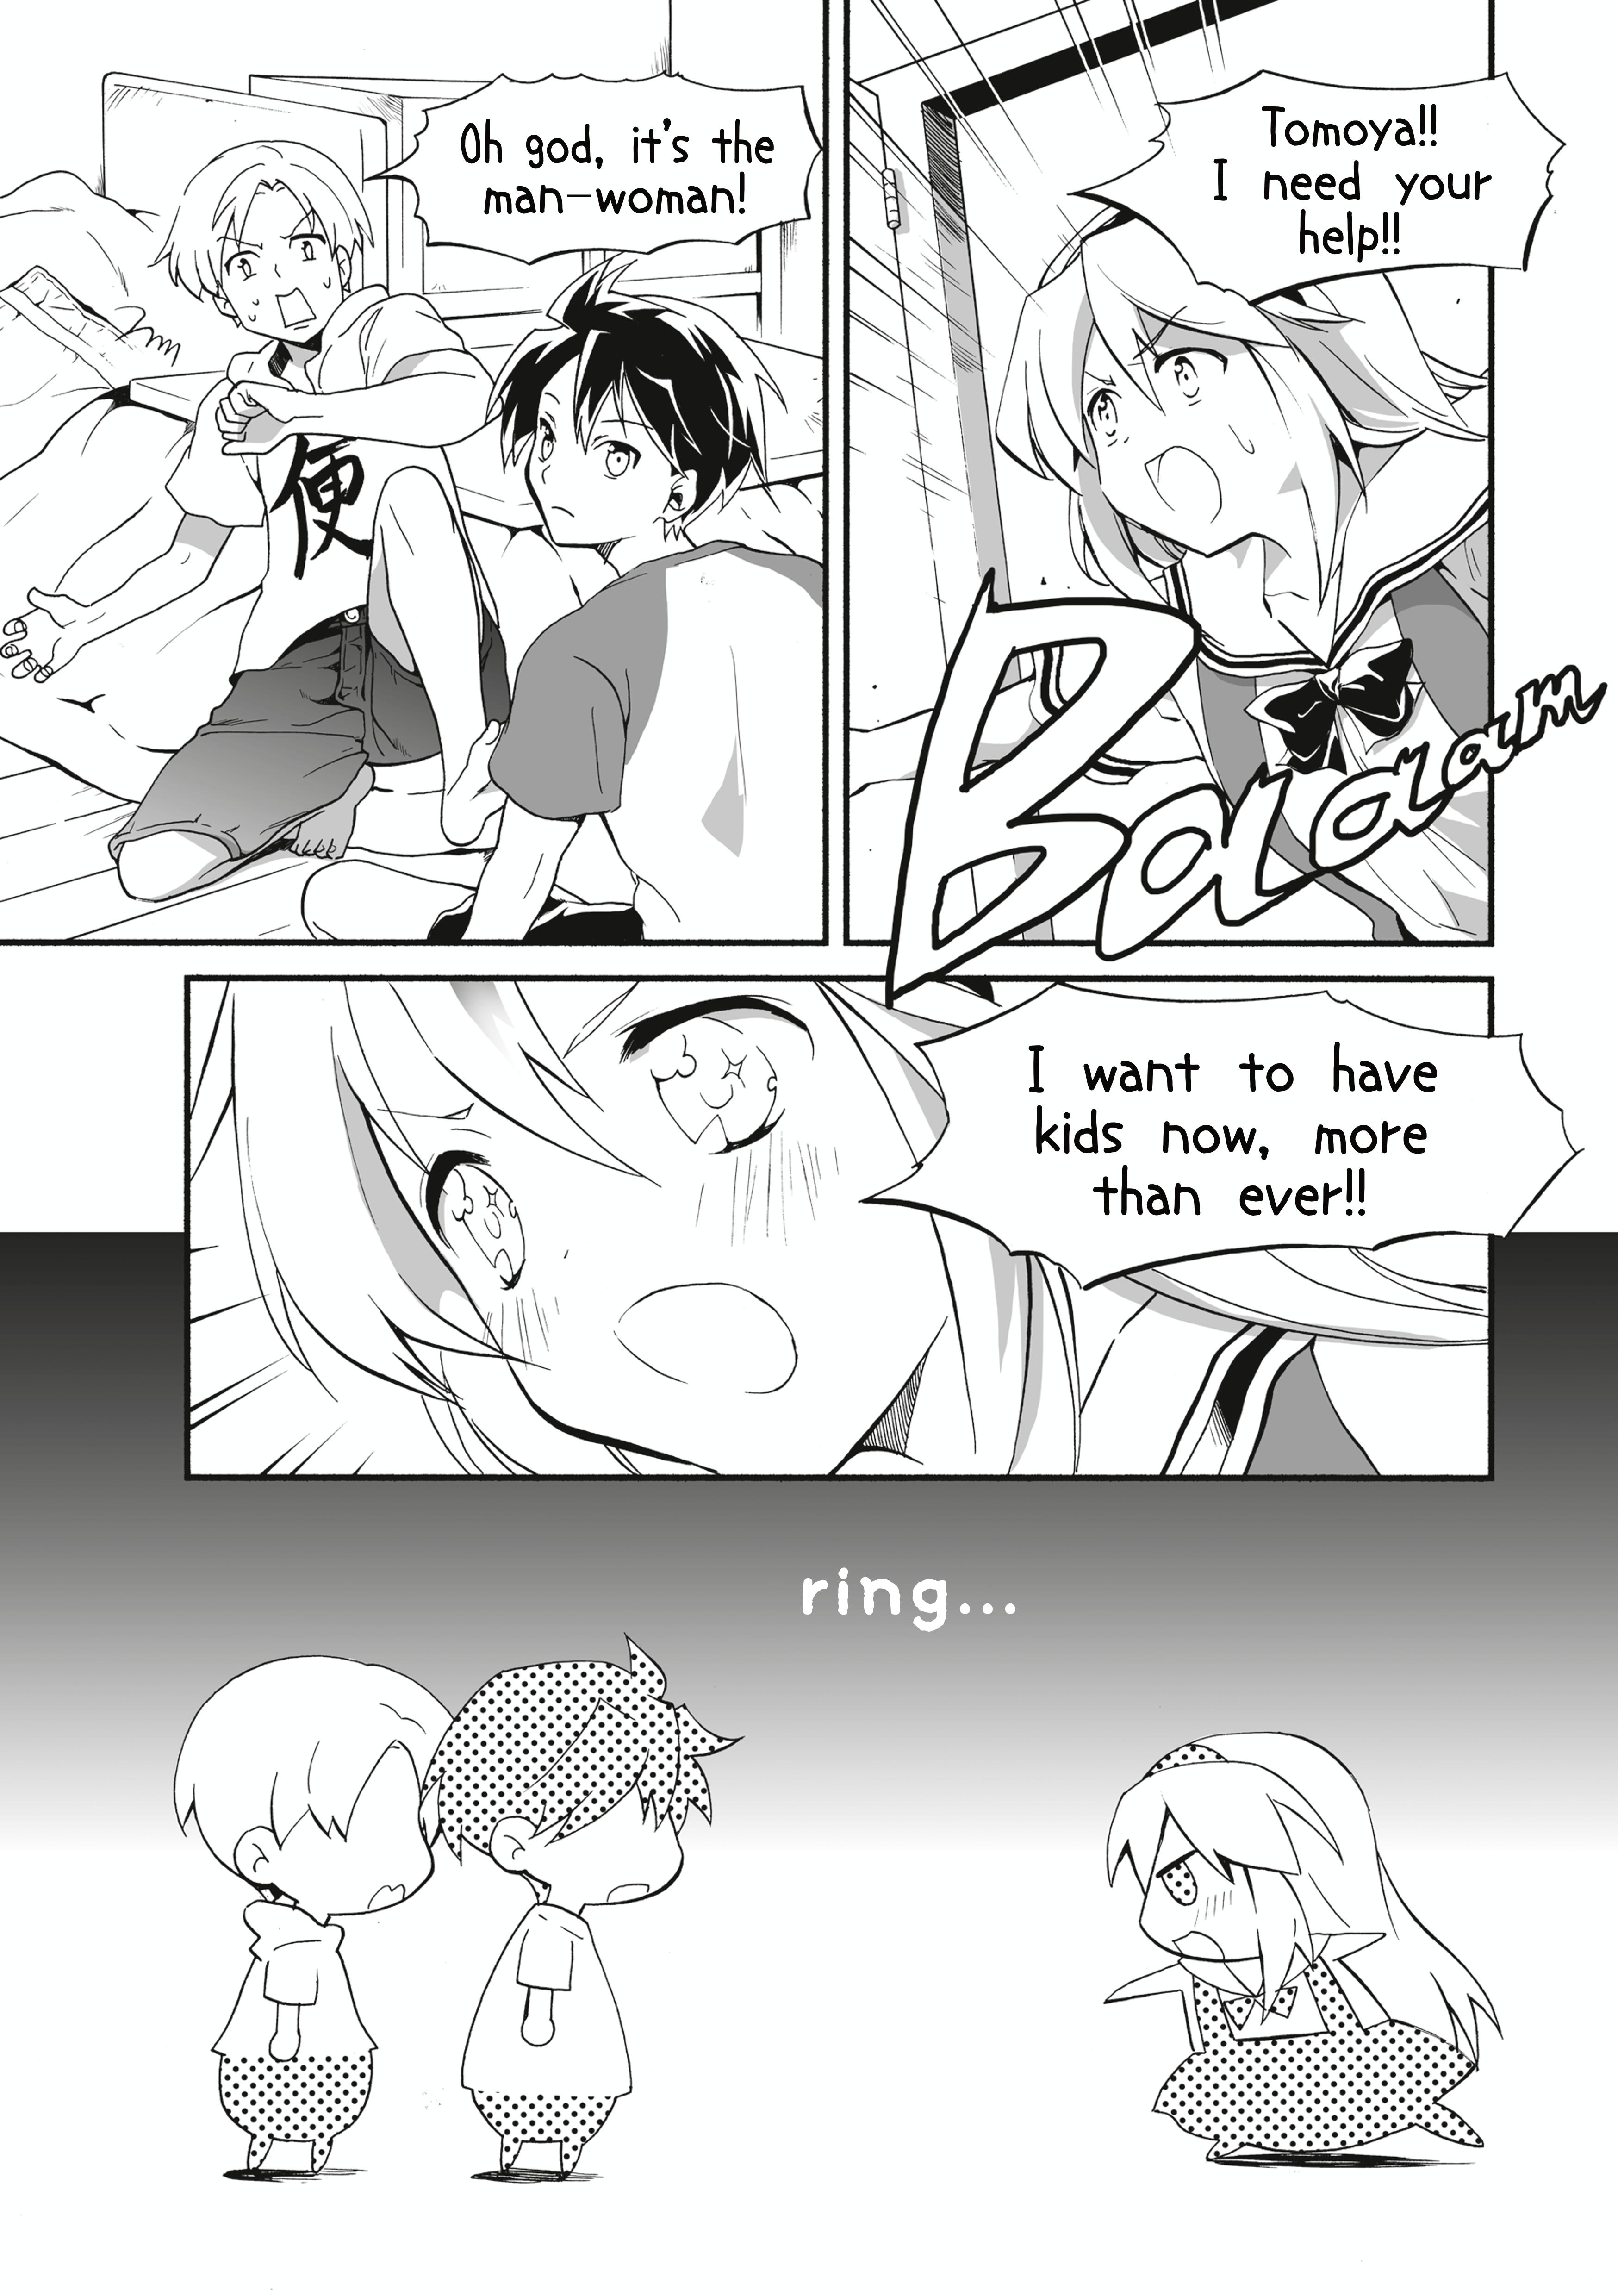 Tomoya!!
I need your
help!!
Baaaam
Oh god, it's the
man-woman!
便
I want to have
kids now, more
than ever!!
ring...